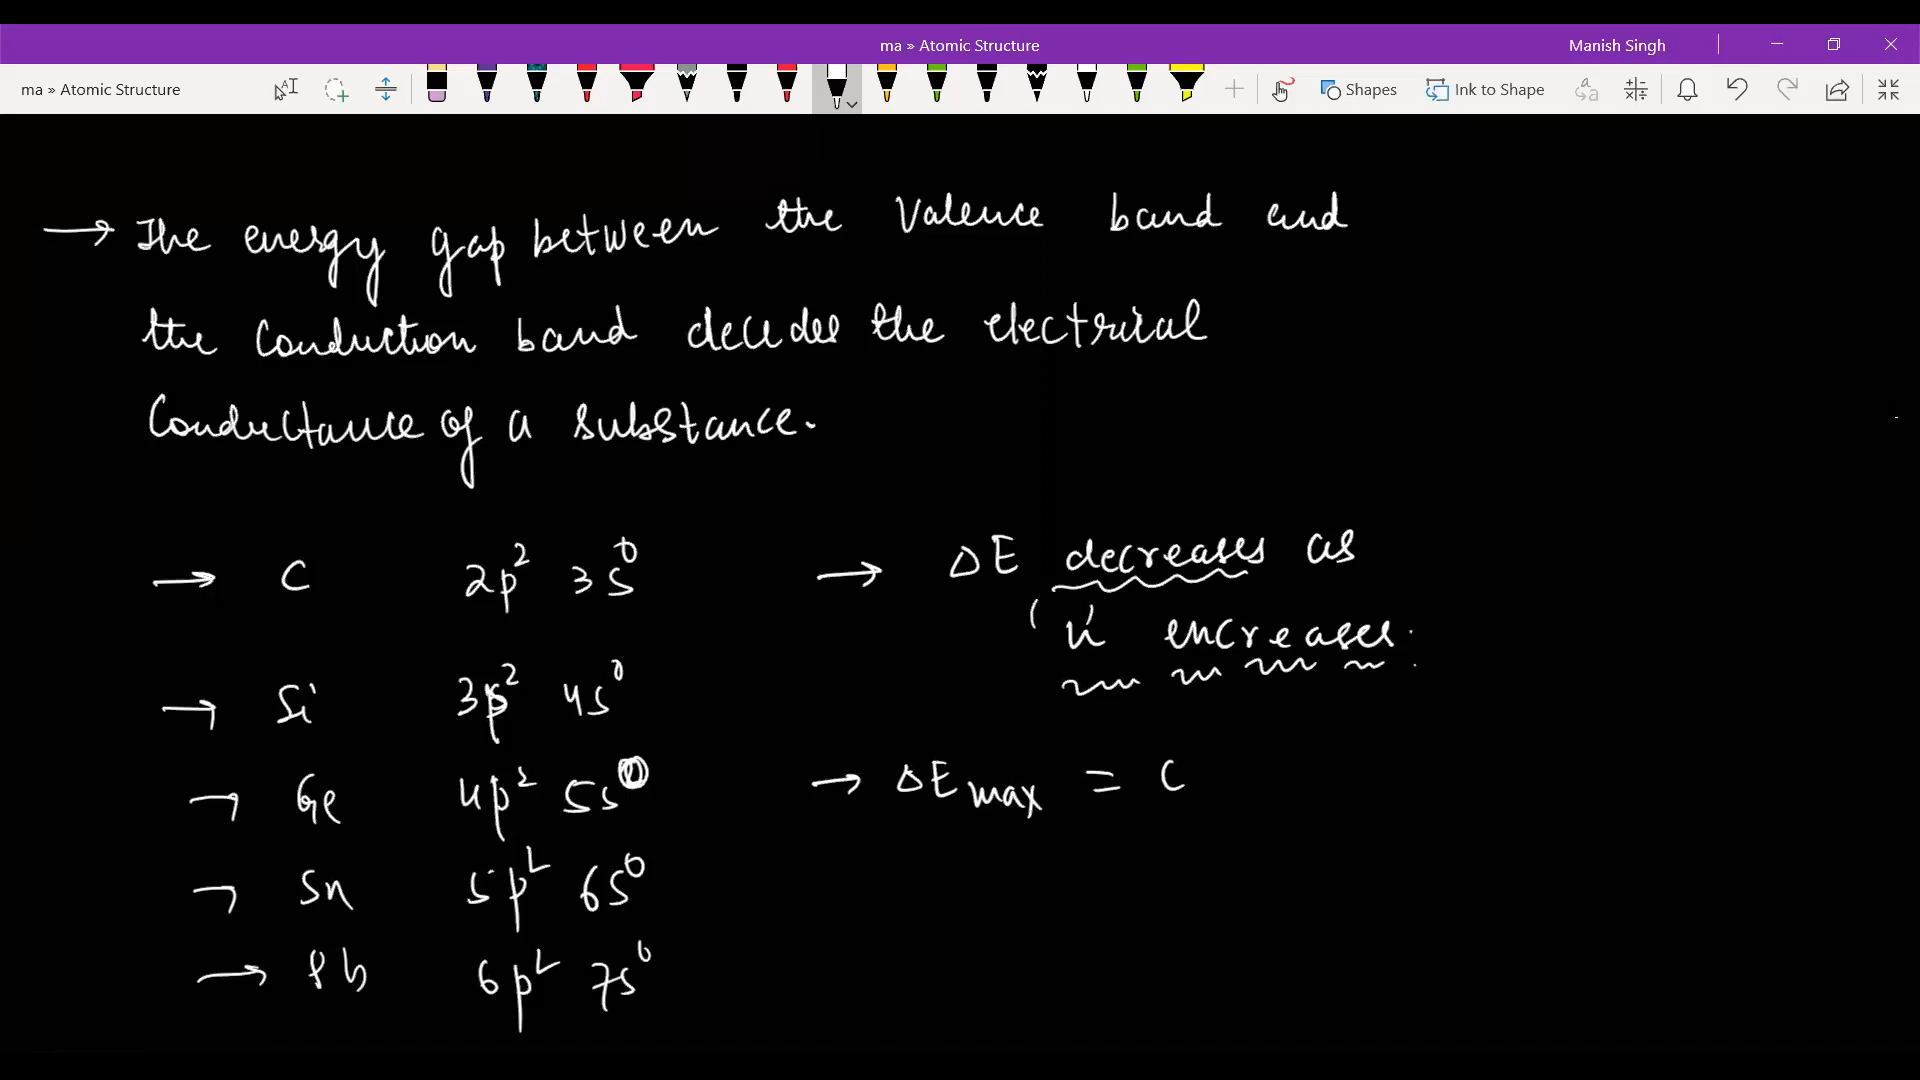 ma » Atomic Structure
Manish Singh
ma » Atomic Structure
Shapes
Ink to Shape
→ The energy gap between the valence band and
the conduction band decides the electrical
Conductance of a substance.
→ C 2p² 3s⁰
→ Si 3p² 4s⁰
→ Ge 4p² 5s⁰
→ Sn 5p² 6s⁰
→ Pb 6p² 7s⁰
→ ΔE decreases as
'n' increases.
→ ΔE max = C